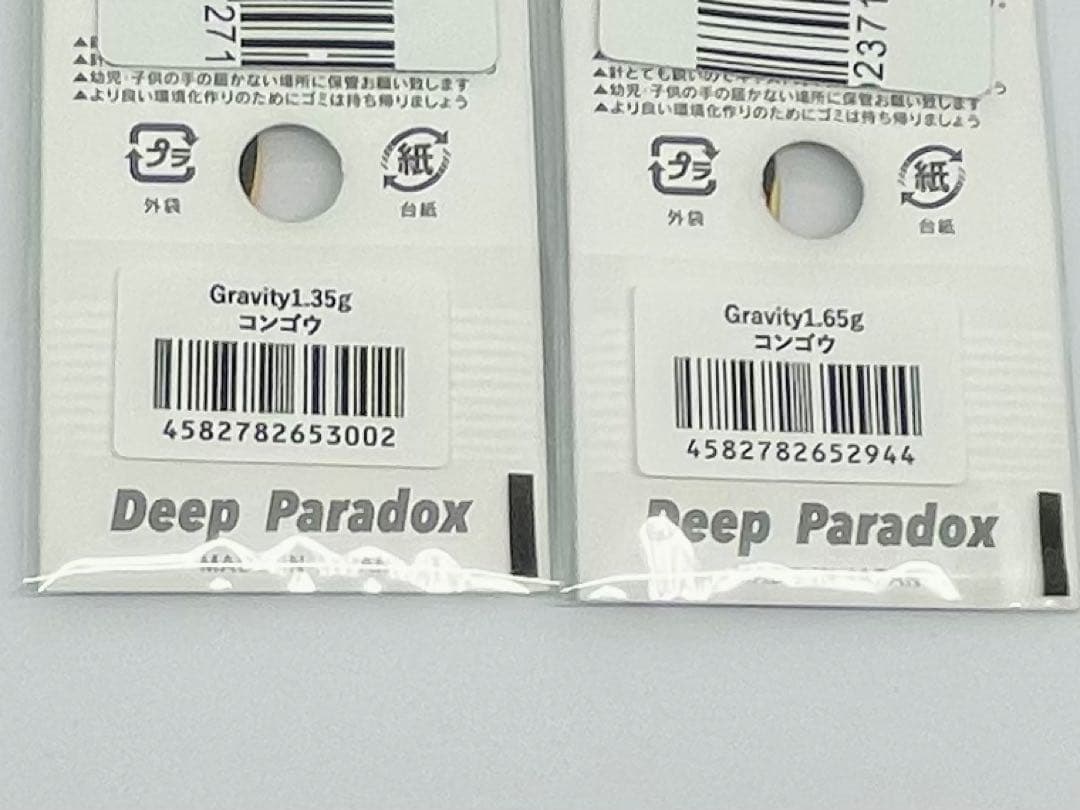 271
▲幼児・子供の手の届かない場所に保管お願い致します
▲より良い環境化作りのためにゴミは持ち帰りましょう
プラ
外袋
紙
台紙
Gravity1.35g
コンゴウ
4582782653002
Deep Paradox
2371
▲幼児・子供の手の届かない場所に保管お願い致します
▲より良い環境化作りのためにゴミは持ち帰りましょう
プラ
外袋
紙
台紙
Gravity1.65g
コンゴウ
4582782652944
Deep Paradox